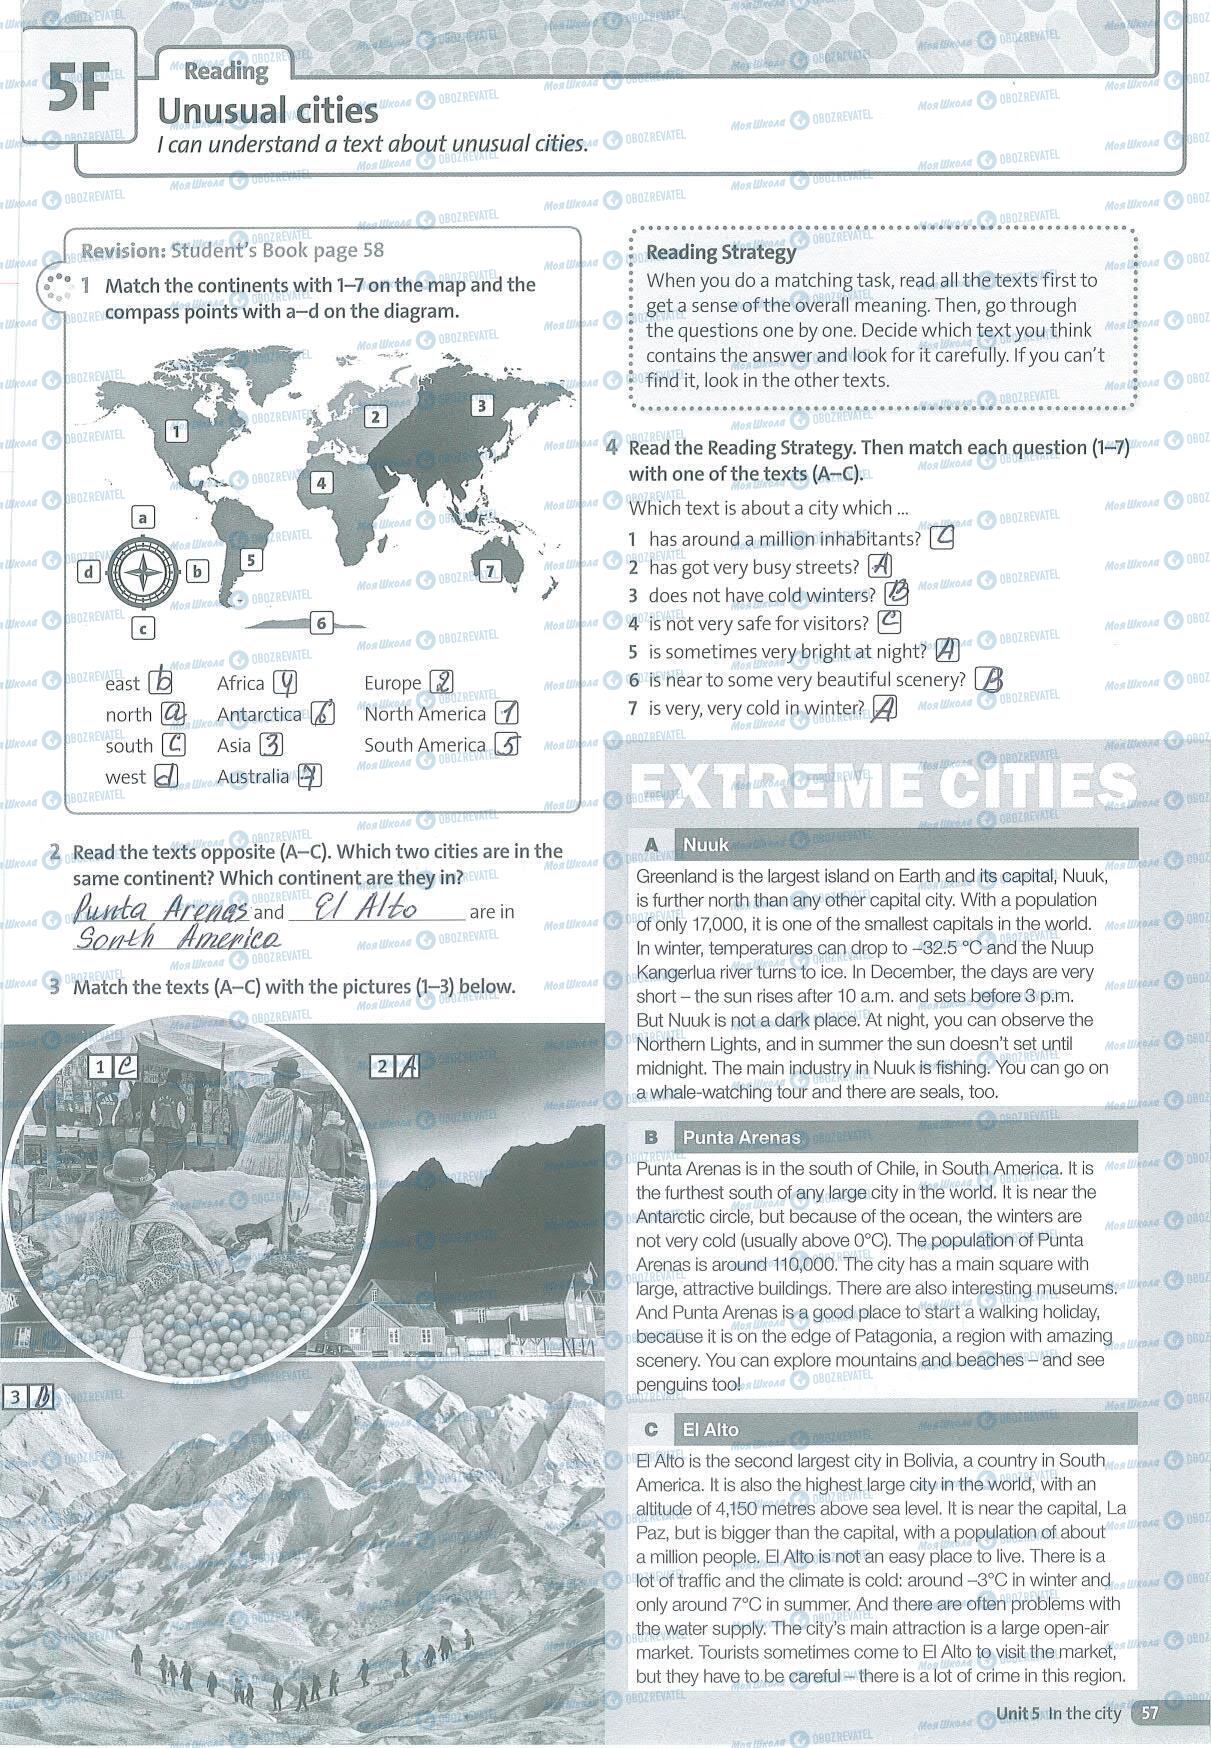 5F
Reading
Unusual cities
I can understand a text about unusual cities.
Revision: Student's Book page 58
1 Match the continents with 1–7 on the map and the
compass points with a–d on the diagram.
1
2
3
4
5
6
7
a
b
c
d
east b
north a
south c
west d
Africa 4
Antarctica 6
Asia 3
Australia 7
Europe 2
North America 1
South America 5
2 Read the texts opposite (A–C). Which two cities are in the
same continent? Which continent are they in?
Punta Arenas and El Alto are in
South America
3 Match the texts (A–C) with the pictures (1–3) below.
1 C
2 A
3 B
Reading Strategy
When you do a matching task, read all the texts first to
get a sense of the overall meaning. Then, go through
the questions one by one. Decide which text you think
contains the answer and look for it carefully. If you can't
find it, look in the other texts.
4 Read the Reading Strategy. Then match each question (1–7)
with one of the texts (A–C).
Which text is about a city which ...
1 has around a million inhabitants? C
2 has got very busy streets? A
3 does not have cold winters? B
4 is not very safe for visitors? C
5 is sometimes very bright at night? A
6 is near to some very beautiful scenery? B
7 is very, very cold in winter? A
EXTREME CITIES
A Nuuk
Greenland is the largest island on Earth and its capital, Nuuk,
is further north than any other capital city. With a population
of only 17,000, it is one of the smallest capitals in the world.
In winter, temperatures can drop to –32.5 °C and the Nuup
Kangerlua river turns to ice. In December, the days are very
short – the sun rises after 10 a.m. and sets before 3 p.m.
But Nuuk is not a dark place. At night, you can observe the
Northern Lights, and in summer the sun doesn't set until
midnight. The main industry in Nuuk is fishing. You can go on
a whale-watching tour and there are seals, too.
B Punta Arenas
Punta Arenas is in the south of Chile, in South America. It is
the furthest south of any large city in the world. It is near the
Antarctic circle, but because of the ocean, the winters are
not very cold (usually above 0°C). The population of Punta
Arenas is around 110,000. The city has a main square with
large, attractive buildings. There are also interesting museums.
And Punta Arenas is a good place to start a walking holiday,
because it is on the edge of Patagonia, a region with amazing
scenery. You can explore mountains and beaches – and see
penguins too!
C El Alto
El Alto is the second largest city in Bolivia, a country in South
America. It is also the highest large city in the world, with an
altitude of 4,150 metres above sea level. It is near the capital, La
Paz, but is bigger than the capital, with a population of about
a million people. El Alto is not an easy place to live. There is a
lot of traffic and the climate is cold: around –3°C in winter and
only around 7°C in summer. And there are often problems with
the water supply. The city's main attraction is a large open-air
market. Tourists sometimes come to El Alto to visit the market,
but they have to be careful – there is a lot of crime in this region.
Unit 5 In the city 57
Моя Школа OBOZREVATEL